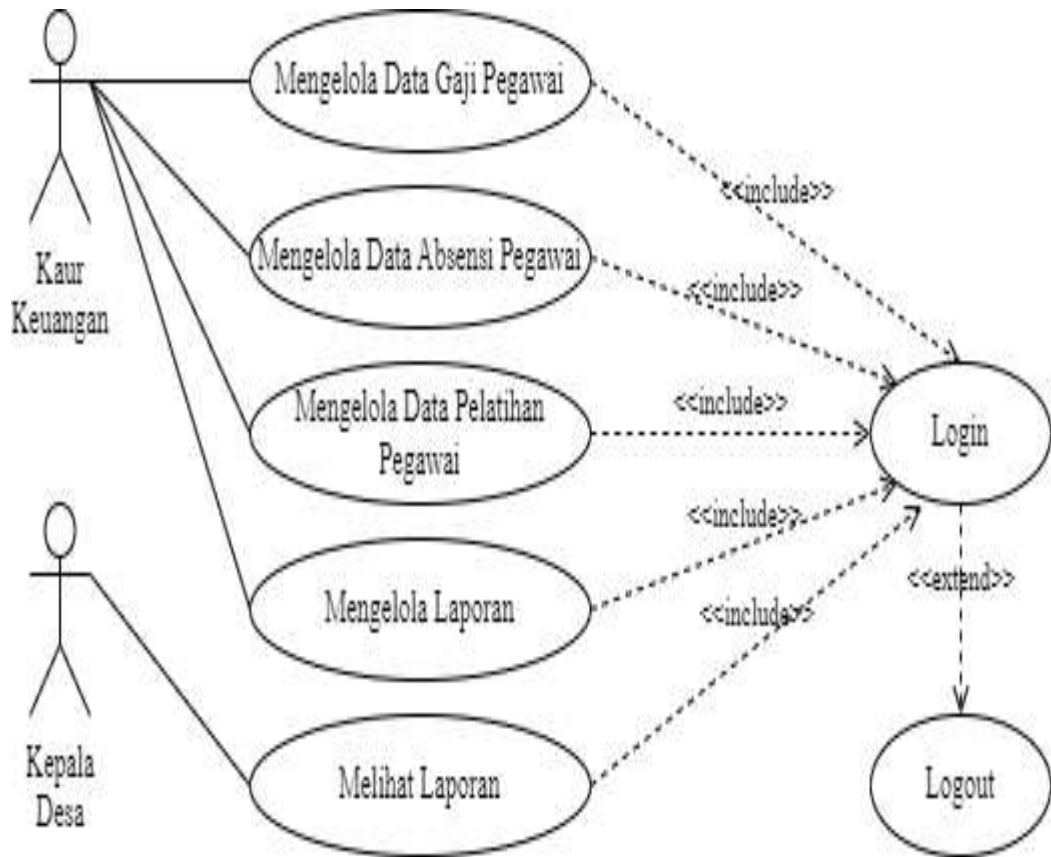 Mengelola Data Gaji Pegawai
<<include>>
Kaur
Keuangan
Mengelola Data Absensi Pegawai
<<include>>
Mengelola Data Pelatihan
Pegawai
<<include>>
Login
Mengelola Laporan
<<include>>
<<extend>>
<<include>>
Kepala
Desa
Melihat Laporan
Logout